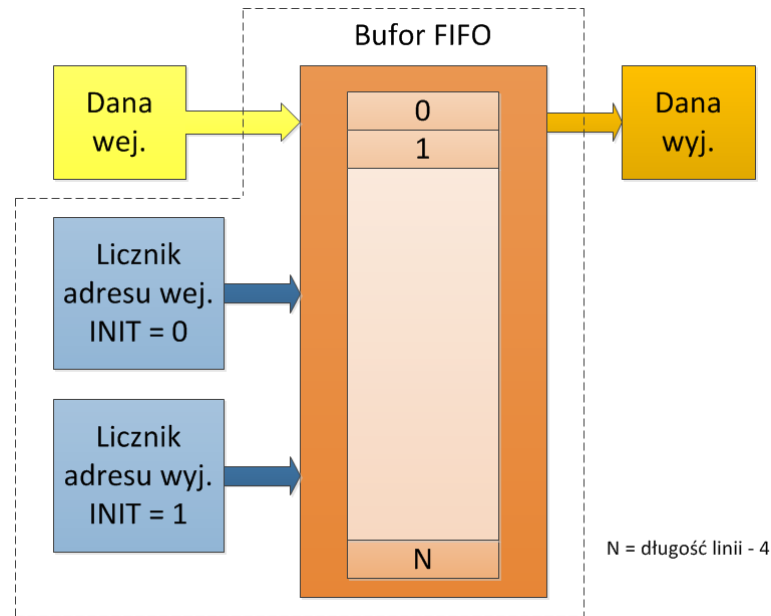 Bufor FIFO
Dana
wej.
0
1
Dana
wyj.
Licznik
adresu wej.
INIT = 0
Licznik
adresu wyj.
INIT = 1
N
N = długość linii - 4